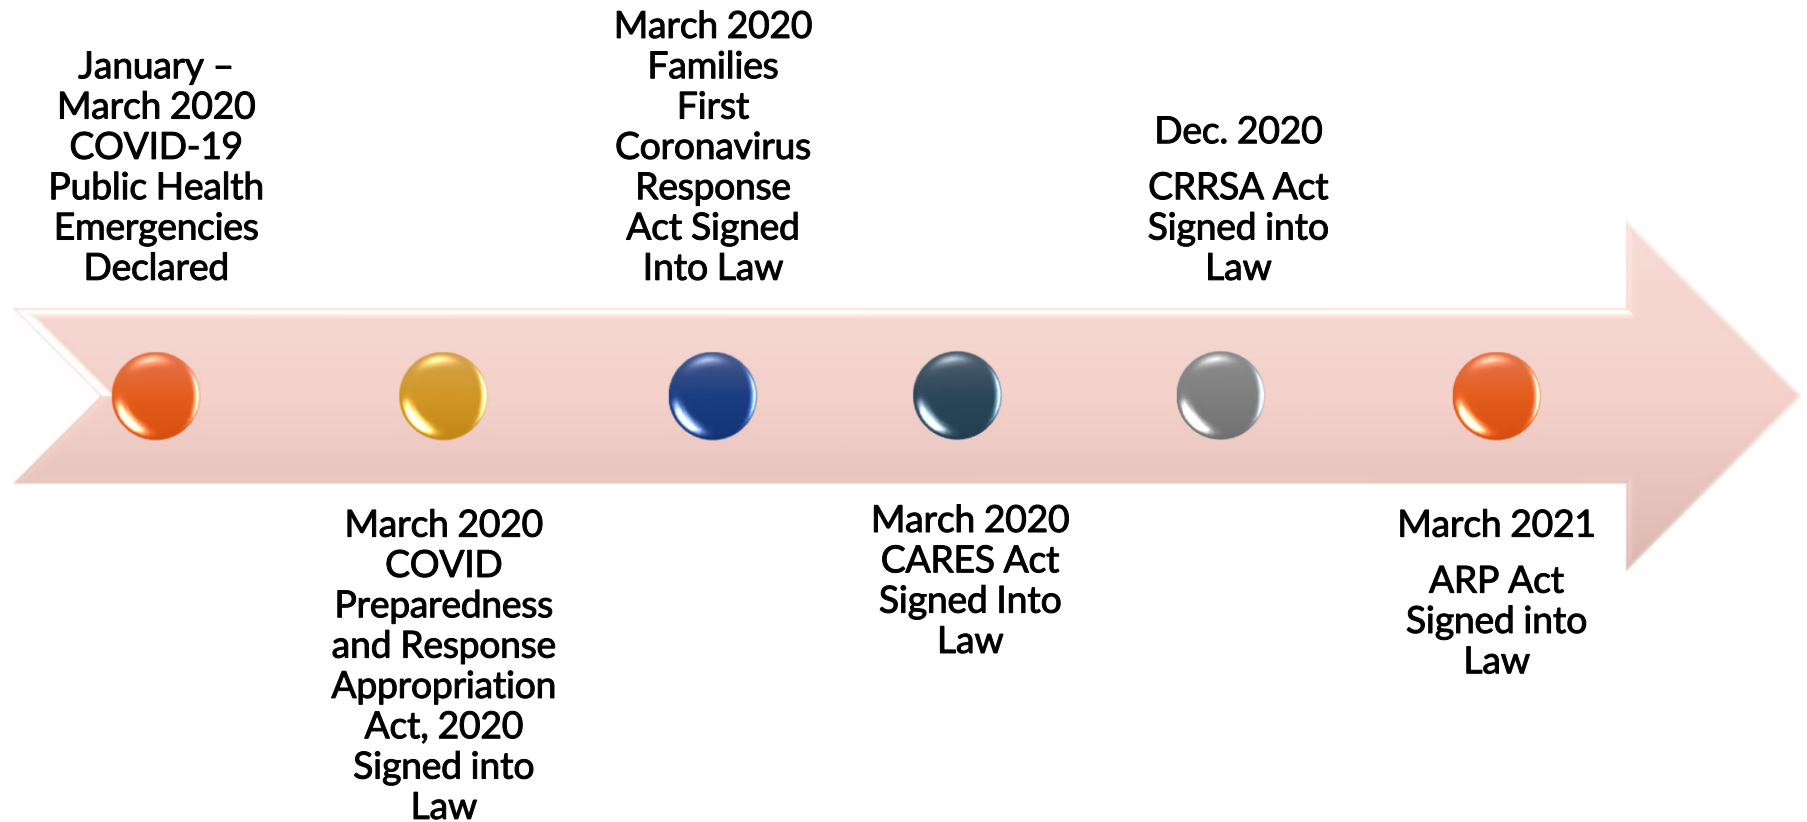 January –
March 2020
COVID-19
Public Health
Emergencies
Declared
March 2020
COVID
Preparedness
and Response
Appropriation
Act, 2020
Signed into
Law
March 2020
Families
First
Coronavirus
Response
Act Signed
Into Law
March 2020
CARES Act
Signed Into
Law
Dec. 2020
CRRSA Act
Signed into
Law
March 2021
ARP Act
Signed into
Law